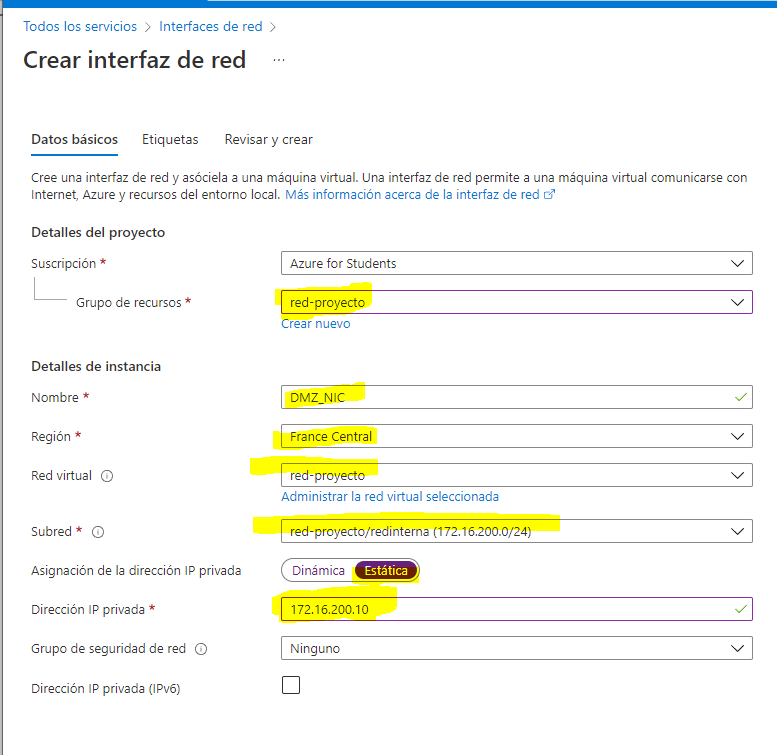 Todos los servicios > Interfaces de red >
Crear interfaz de red ...
Datos básicos Etiquetas Revisar y crear
Cree una interfaz de red y asóciela a una máquina virtual. Una interfaz de red permite a una máquina virtual comunicarse con
Internet, Azure y recursos del entorno local. Más información acerca de la interfaz de red
Detalles del proyecto
Suscripción * Azure for Students
Grupo de recursos * red-proyecto
Crear nuevo
Detalles de instancia
Nombre * DMZ_NIC
Región * France Central
Red virtual red-proyecto
Administrar la red virtual seleccionada
Subred * red-proyecto/redinterna (172.16.200.0/24)
Asignación de la dirección IP privada Dinámica Estática
Dirección IP privada * 172.16.200.10
Grupo de seguridad de red Ninguno
Dirección IP privada (IPv6)